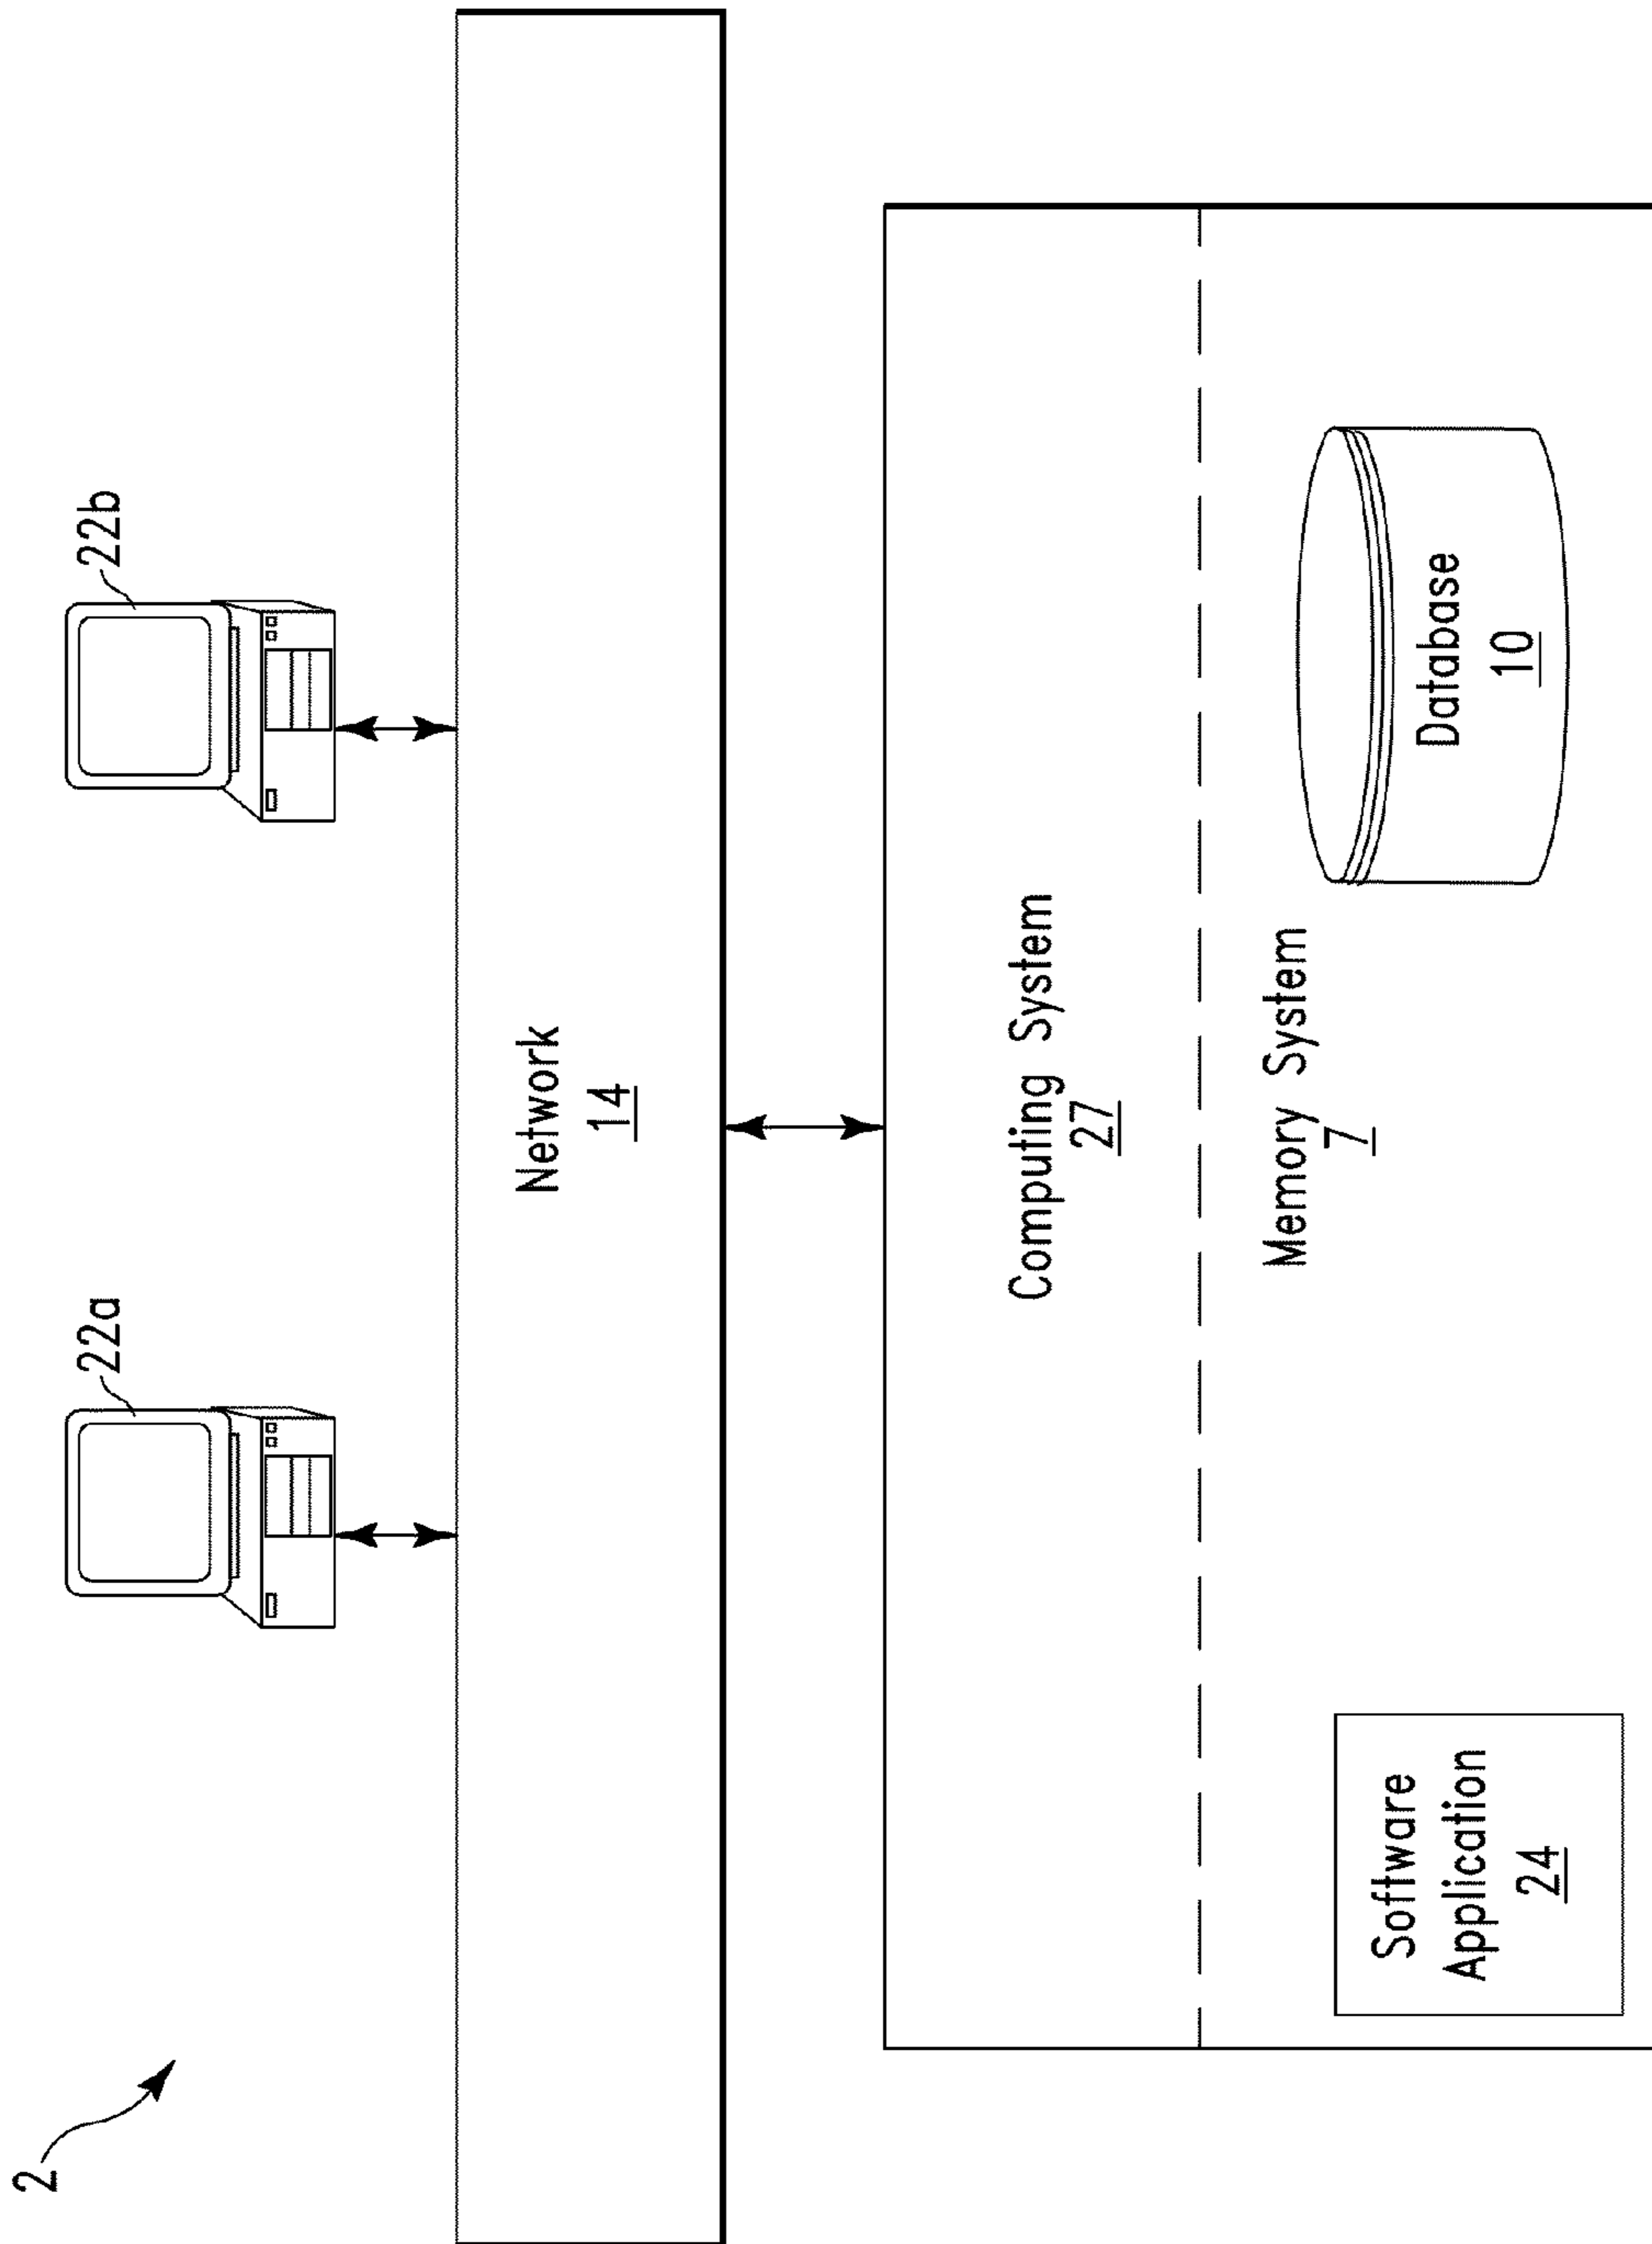 2
22a
22b
Network
14
Computing System
27
Memory System
7
Software
Application
24
Database
10